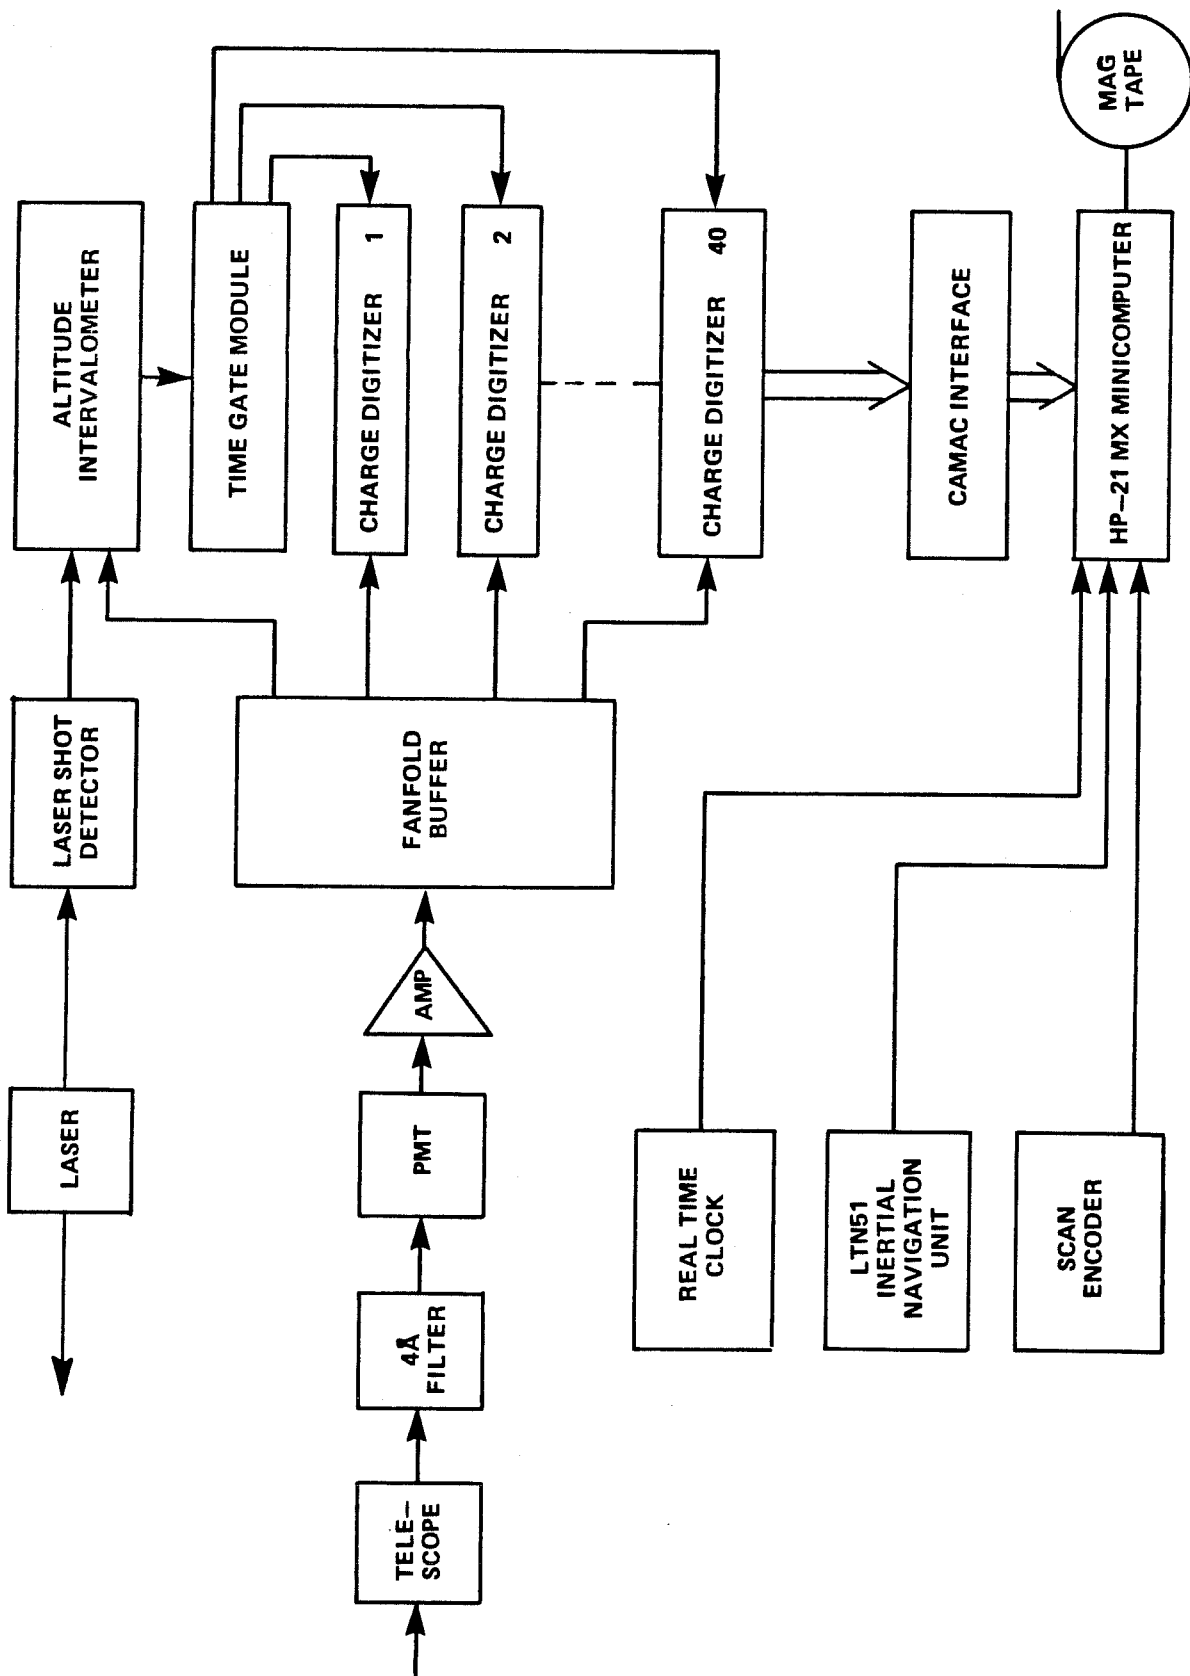 LASER
LASER SHOT
DETECTOR
ALTITUDE
INTERVALOMETER
TIME GATE MODULE
CHARGE DIGITIZER 1
CHARGE DIGITIZER 2
CHARGE DIGITIZER 40
TELE–
SCOPE
4Å
FILTER
PMT
AMP
FANFOLD
BUFFER
REAL TIME
CLOCK
LTN51
INERTIAL
NAVIGATION
UNIT
SCAN
ENCODER
CAMAC INTERFACE
HP–21 MX MINICOMPUTER
MAG
TAPE